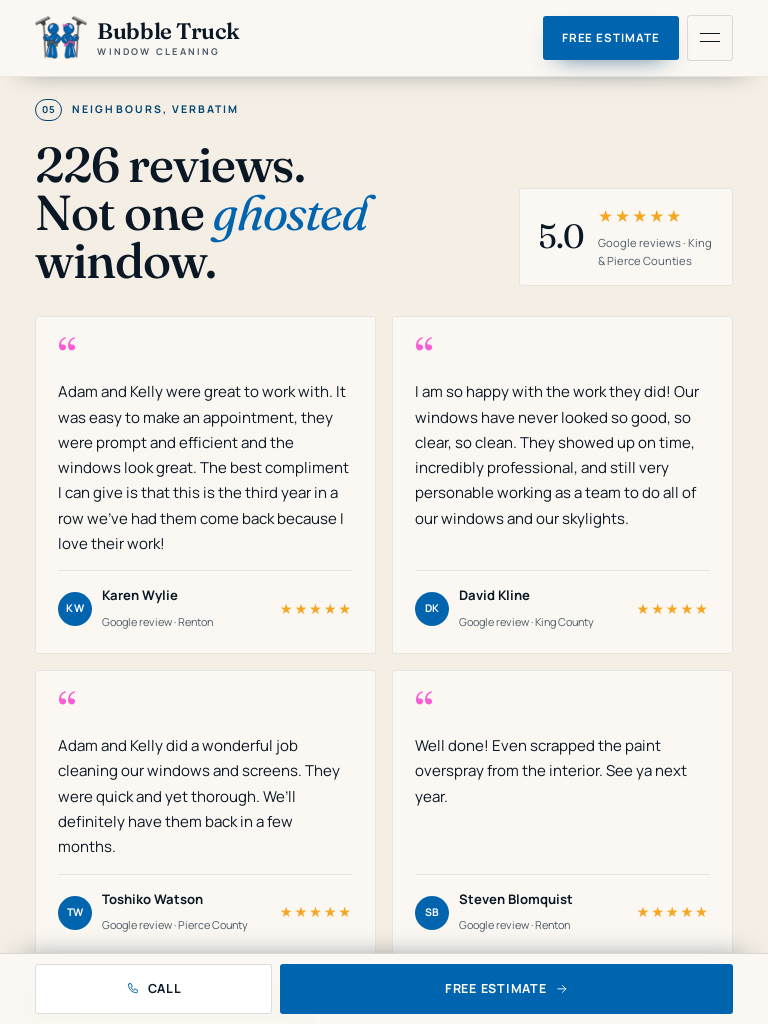 Bubble Truck
WINDOW CLEANING
FREE ESTIMATE
05 NEIGHBOURS, VERBATIM
226 reviews.
Not one ghosted
window.
5.0
★★★★★
Google reviews · King
& Pierce Counties
“
Adam and Kelly were great to work with. It
was easy to make an appointment, they
were prompt and efficient and the
windows look great. The best compliment
I can give is that this is the third year in a
row we've had them come back because I
love their work!
KW
Karen Wylie
Google review · Renton
★★★★★
“
I am so happy with the work they did! Our
windows have never looked so good, so
clear, so clean. They showed up on time,
incredibly professional, and still very
personable working as a team to do all of
our windows and our skylights.
DK
David Kline
Google review · King County
★★★★★
“
Adam and Kelly did a wonderful job
cleaning our windows and screens. They
were quick and yet thorough. We'll
definitely have them back in a few
months.
TW
Toshiko Watson
Google review · Pierce County
★★★★★
“
Well done! Even scrapped the paint
overspray from the interior. See ya next
year.
SB
Steven Blomquist
Google review · Renton
★★★★★
CALL
FREE ESTIMATE →